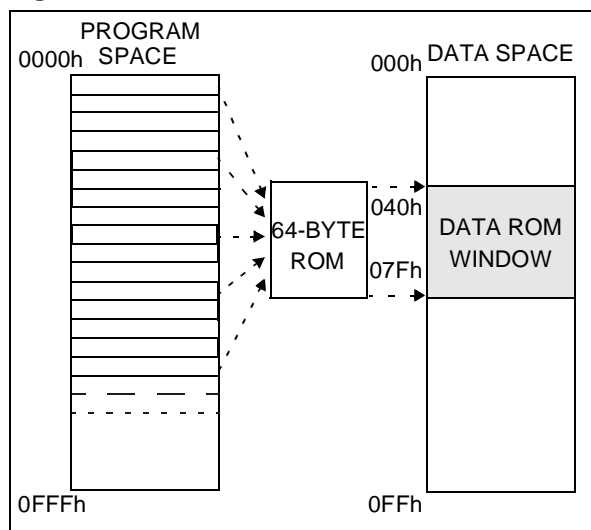 PROGRAM
SPACE
0000h
000h
DATA SPACE
64-BYTE
ROM
040h
07Fh
DATA ROM
WINDOW
0FFFh
0FFh